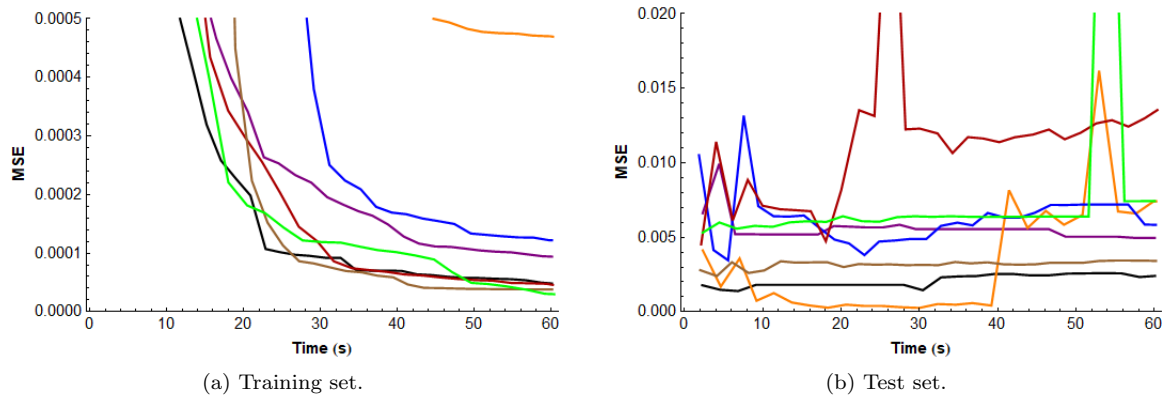 0.0005
0.0004
0.0003
0.0002
0.0001
0.0000
MSE
0 10 20 30 40 50 60
Time (s)
(a) Training set.
0.020
0.015
0.010
0.005
0.000
MSE
0 10 20 30 40 50 60
Time (s)
(b) Test set.